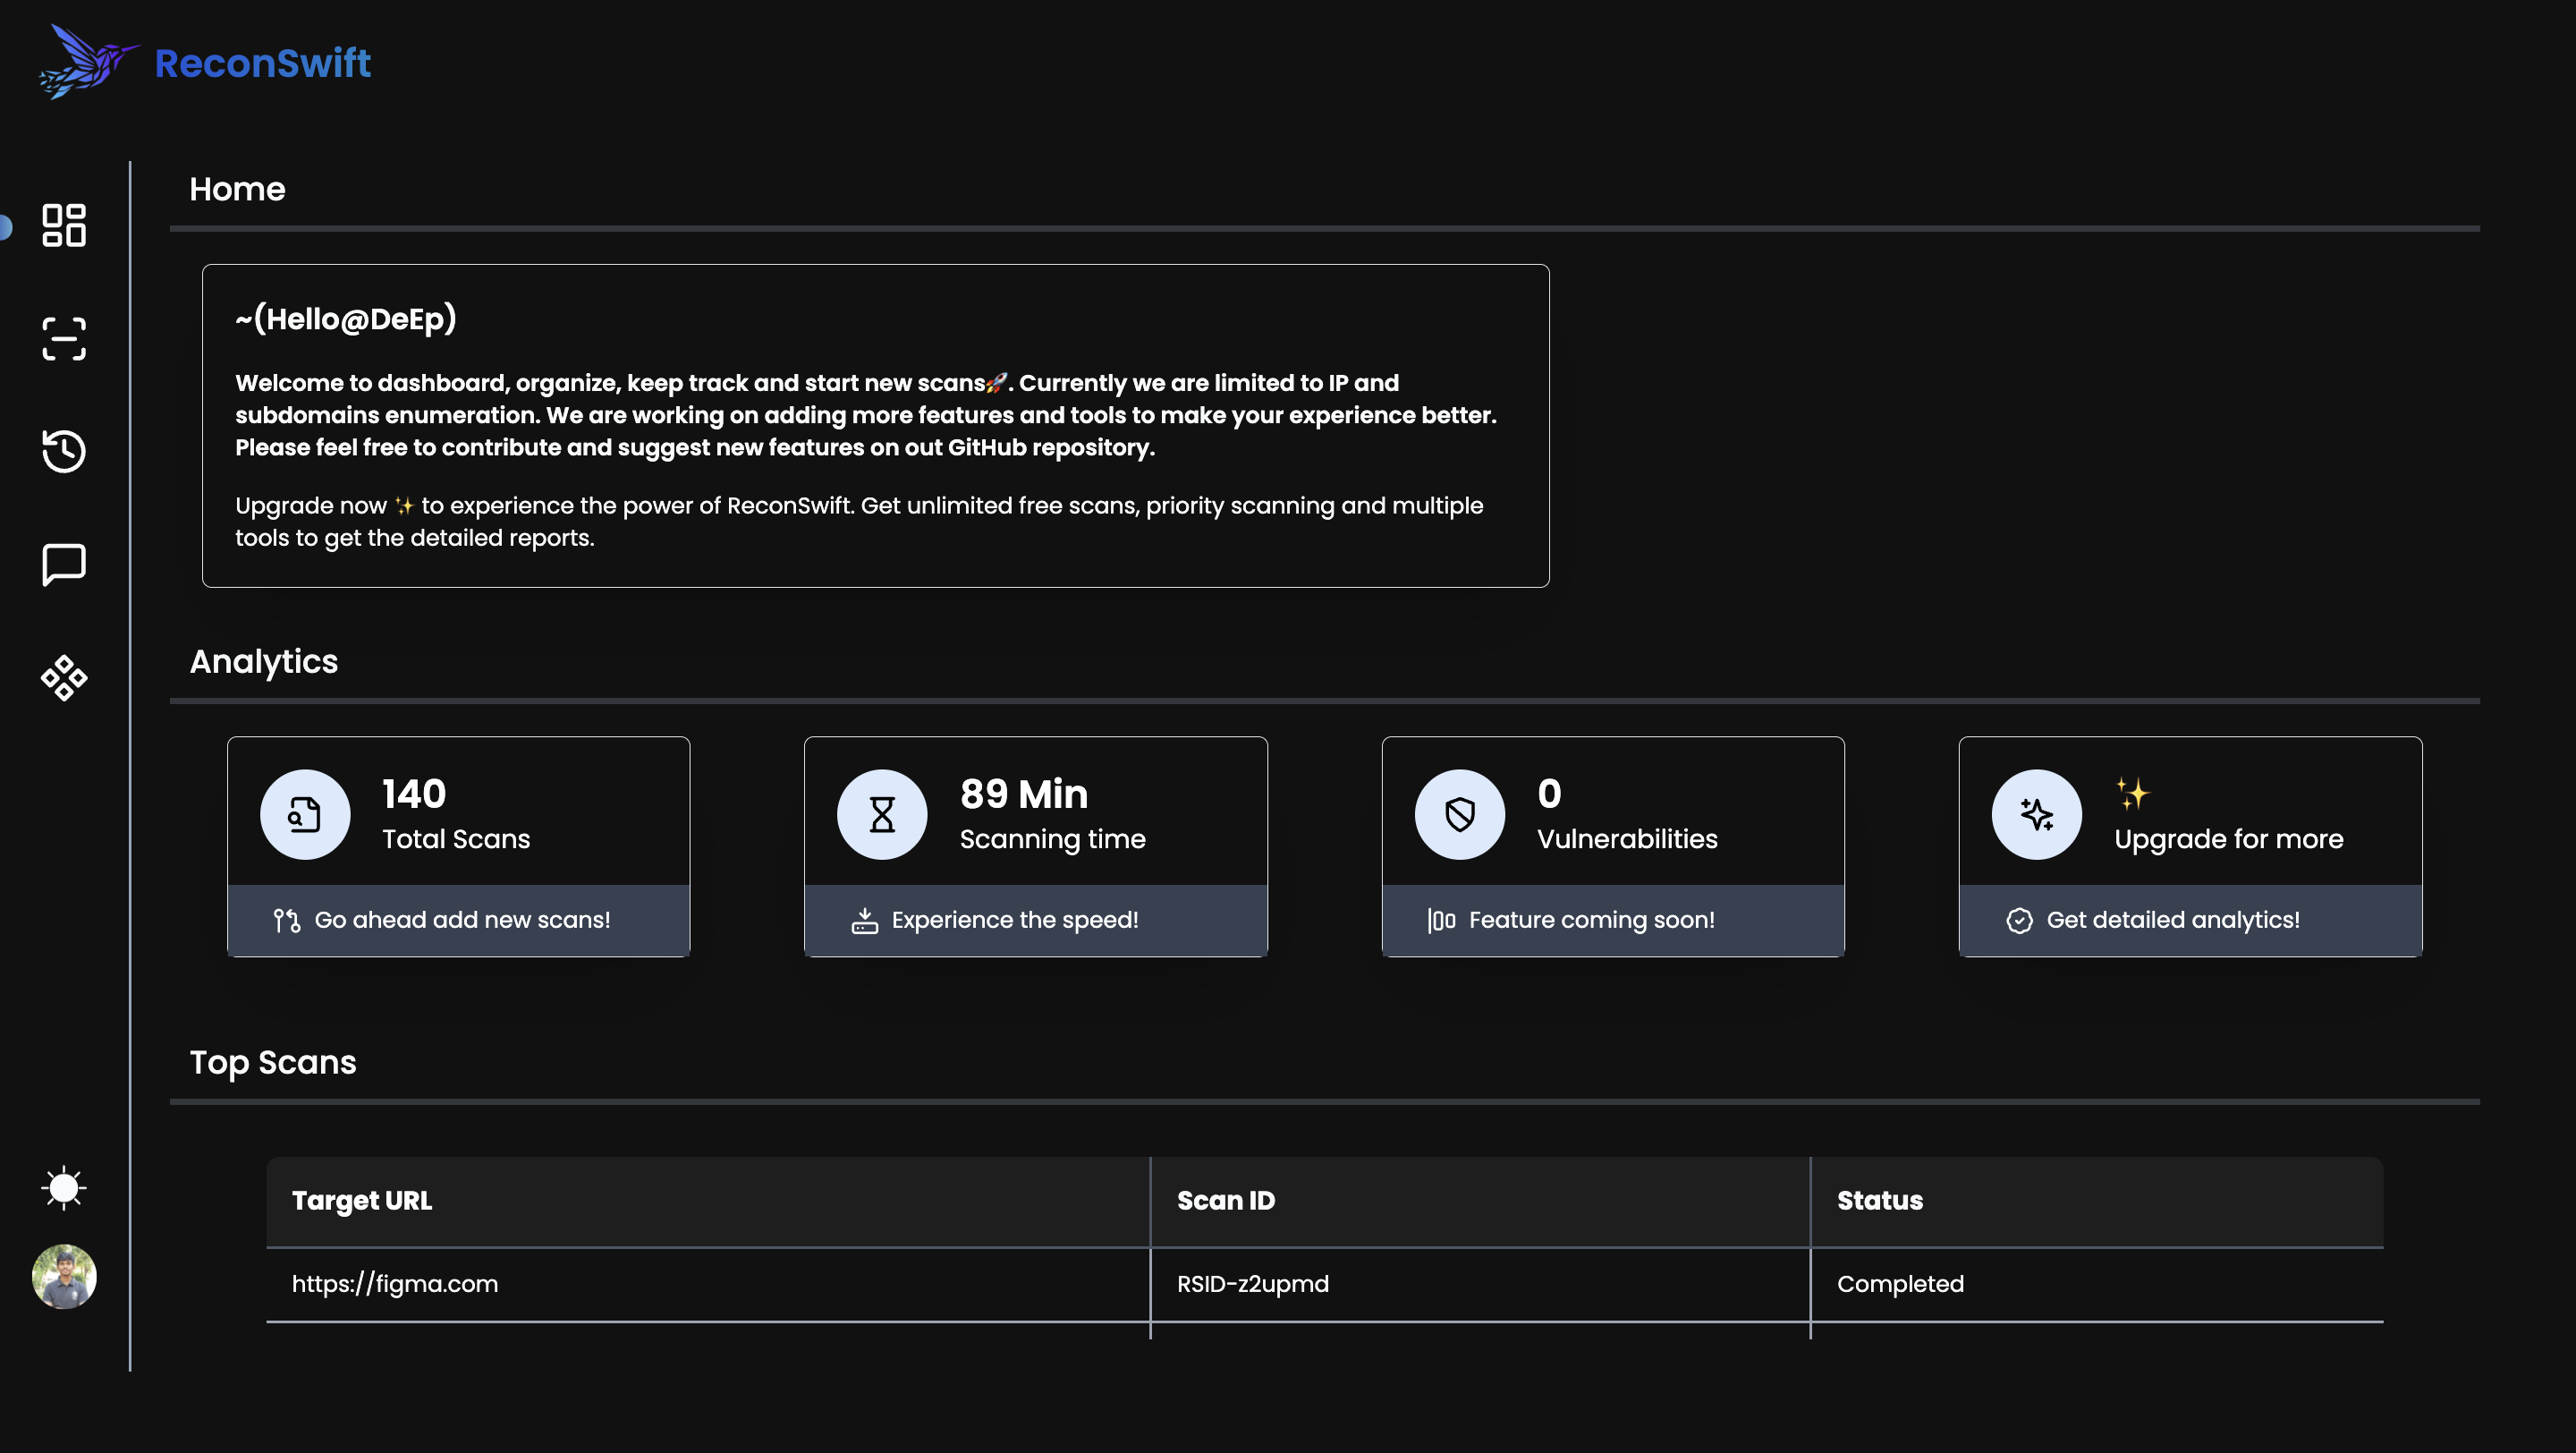 ReconSwift
Home
~(Hello@DeEp)
Welcome to dashboard, organize, keep track and start new scans🚀. Currently we are limited to IP and
subdomains enumeration. We are working on adding more features and tools to make your experience better.
Please feel free to contribute and suggest new features on out GitHub repository.
Upgrade now ✨ to experience the power of ReconSwift. Get unlimited free scans, priority scanning and multiple
tools to get the detailed reports.
Analytics
140
Total Scans
Go ahead add new scans!
89 Min
Scanning time
Experience the speed!
0
Vulnerabilities
Feature coming soon!
✨
Upgrade for more
Get detailed analytics!
Top Scans
Target URL
Scan ID
Status
https://figma.com
RSID-z2upmd
Completed